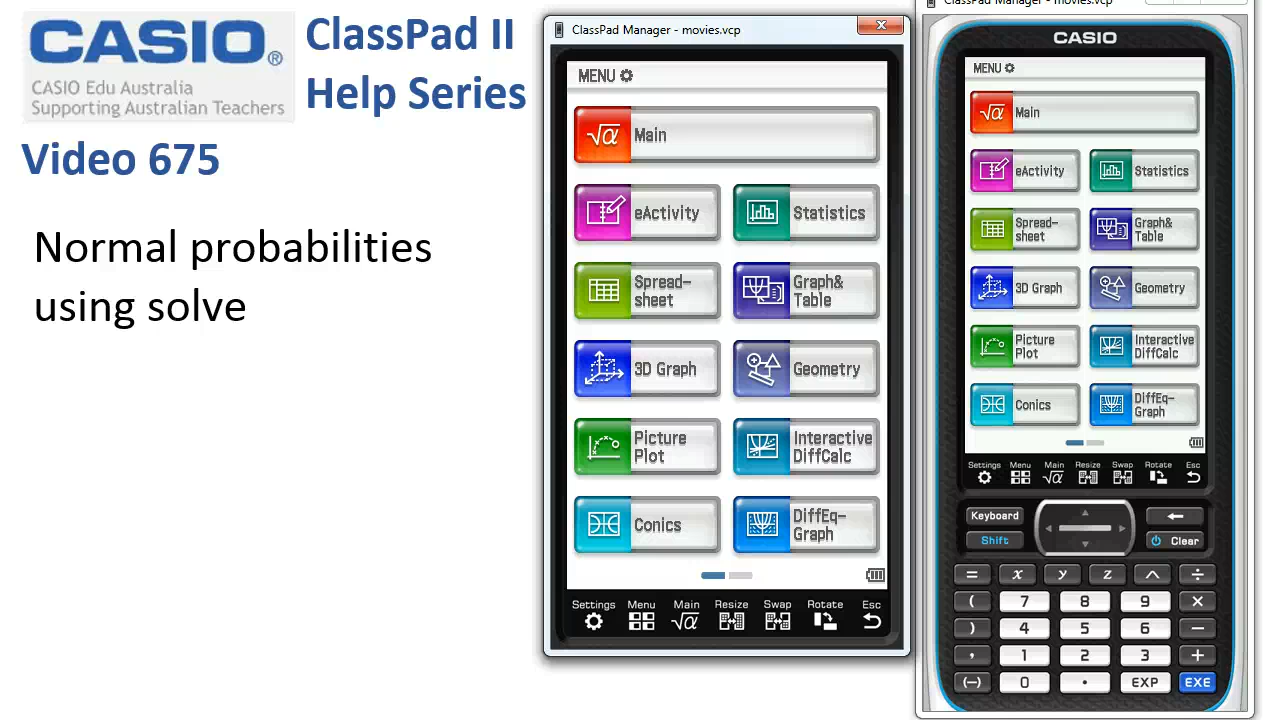 CASIO®
CASIO Edu Australia
Supporting Australian Teachers
ClassPad II
Help Series
Video 675
Normal probabilities
using solve
ClassPad Manager - movies.vcp
MENU
Main
eActivity
Statistics
Spread-
sheet
Graph&
Table
3D Graph
Geometry
Picture
Plot
Interactive
DiffCalc
Conics
DiffEq-
Graph
Settings Menu Main Resize Swap Rotate Esc
ClassPad Manager - movies.vcp
CASIO
MENU
Main
eActivity
Statistics
Spread-
sheet
Graph&
Table
3D Graph
Geometry
Picture
Plot
Interactive
DiffCalc
Conics
DiffEq-
Graph
Settings Menu Main Resize Swap Rotate Esc
Keyboard
Shift
Clear
= x y z ^ ÷
( 7 8 9 ×
) 4 5 6 −
, 1 2 3 +
(−) 0 • EXP EXE